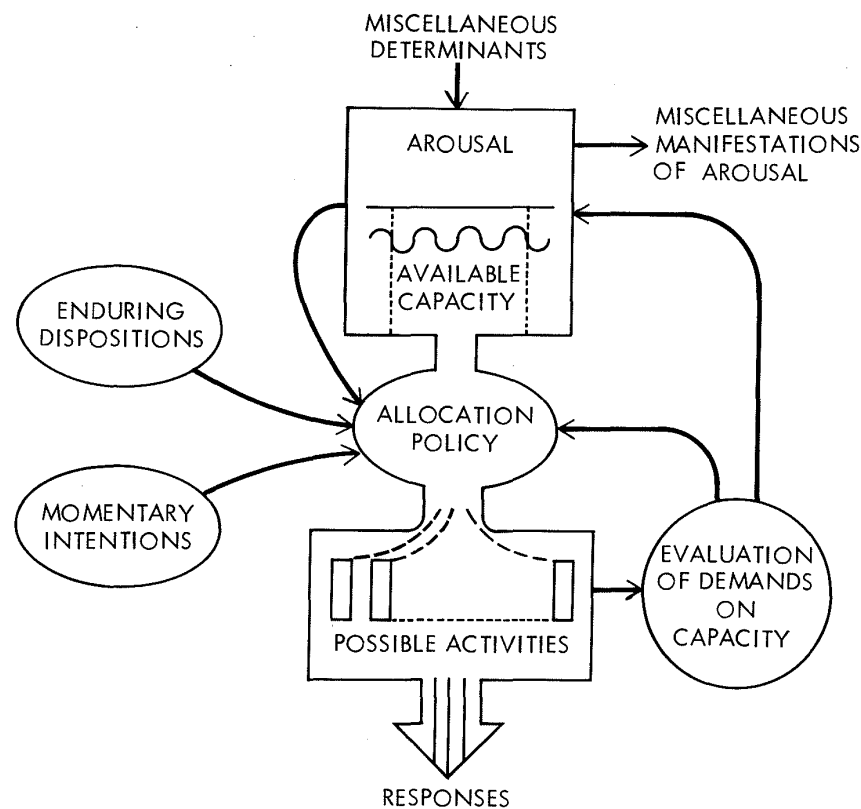 MISCELLANEOUS
DETERMINANTS
AROUSAL
MISCELLANEOUS
MANIFESTATIONS
OF AROUSAL
AVAILABLE
CAPACITY
ENDURING
DISPOSITIONS
ALLOCATION
POLICY
MOMENTARY
INTENTIONS
EVALUATION
OF DEMANDS
ON
CAPACITY
POSSIBLE ACTIVITIES
RESPONSES